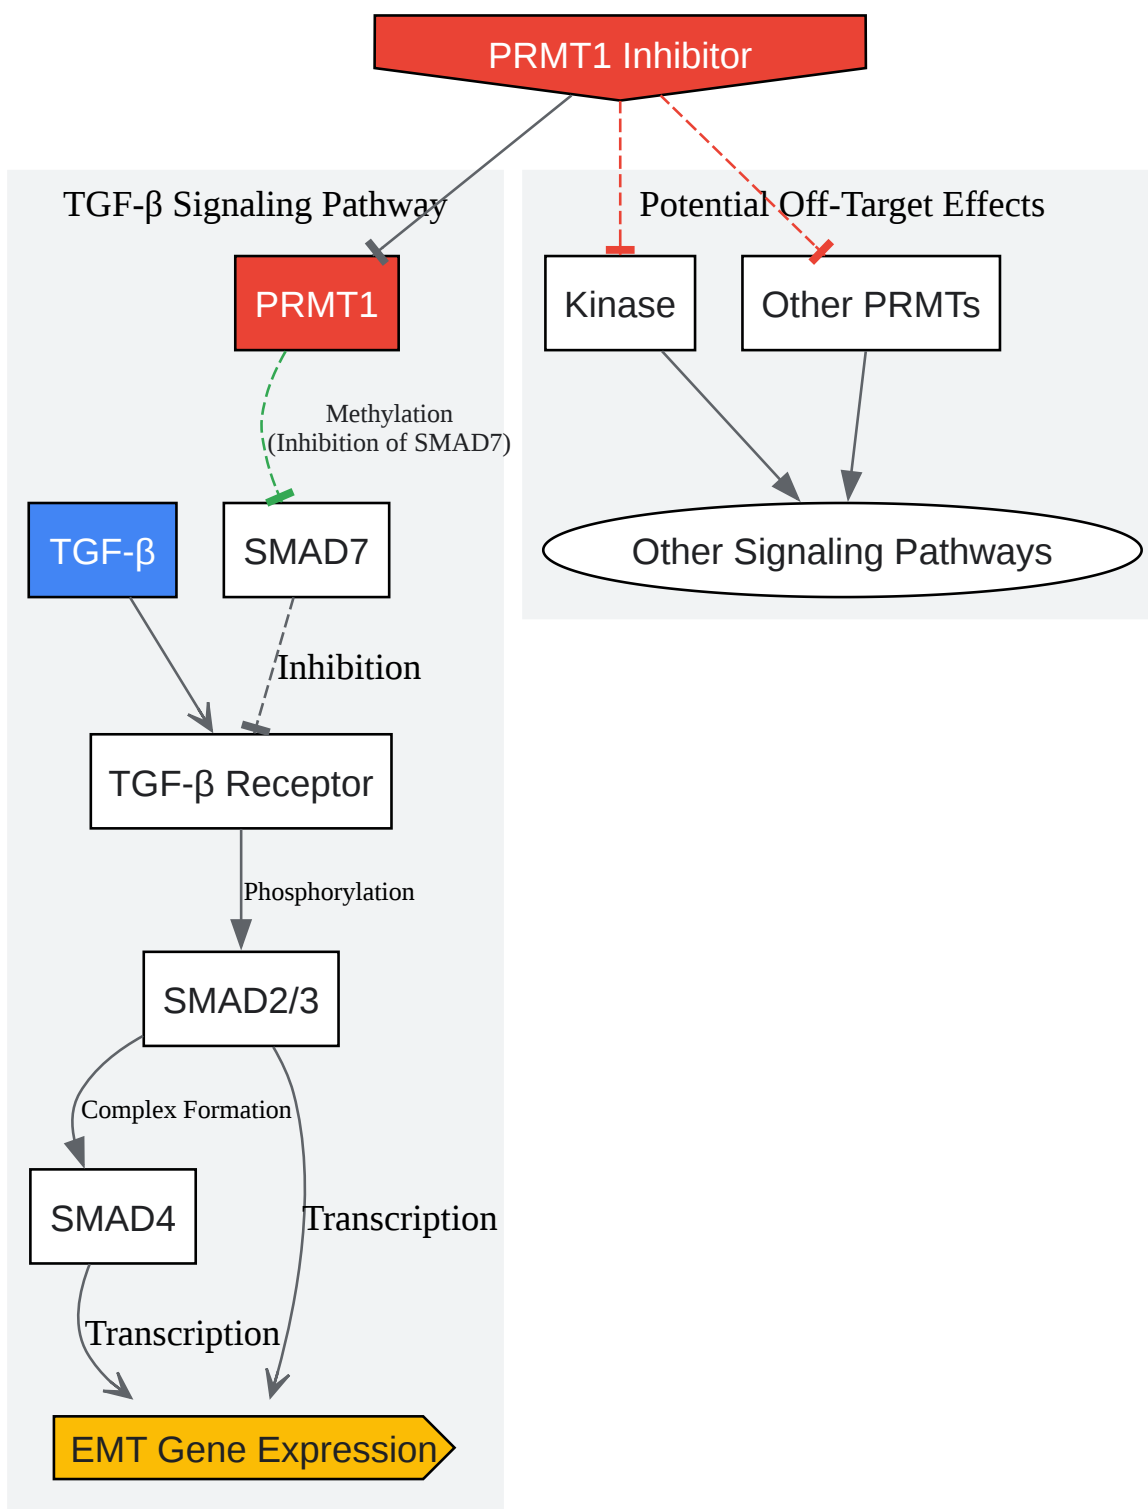 PRMT1 Inhibitor
TGF-β Signaling Pathway
Potential Off-Target Effects
PRMT1
Kinase
Other PRMTs
Methylation
(Inhibition of SMAD7)
TGF-β
SMAD7
Other Signaling Pathways
Inhibition
TGF-β Receptor
Phosphorylation
SMAD2/3
Complex Formation
SMAD4
Transcription
Transcription
EMT Gene Expression